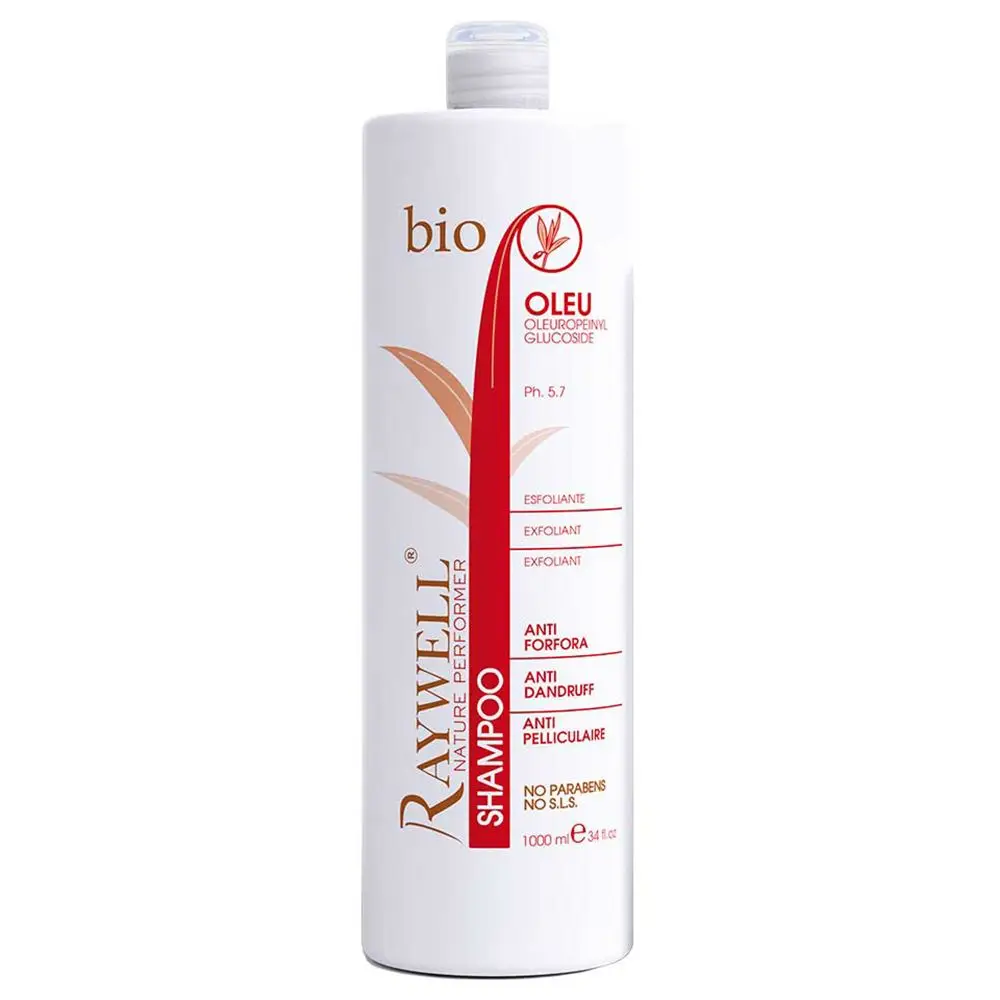 bio
OLEU
OLEUROPEINYL
GLUCOSIDE
Ph. 5.7
ESFOLIANTE
EXFOLIANT
EXFOLIANT
ANTI
FORFORA
ANTI
DANDRUFF
ANTI
PELLICULAIRE
NO PARABENS
NO S.L.S.
1000 ml e 34 fl.oz
RAYWELL®
NATURE PERFORMER
SHAMPOO